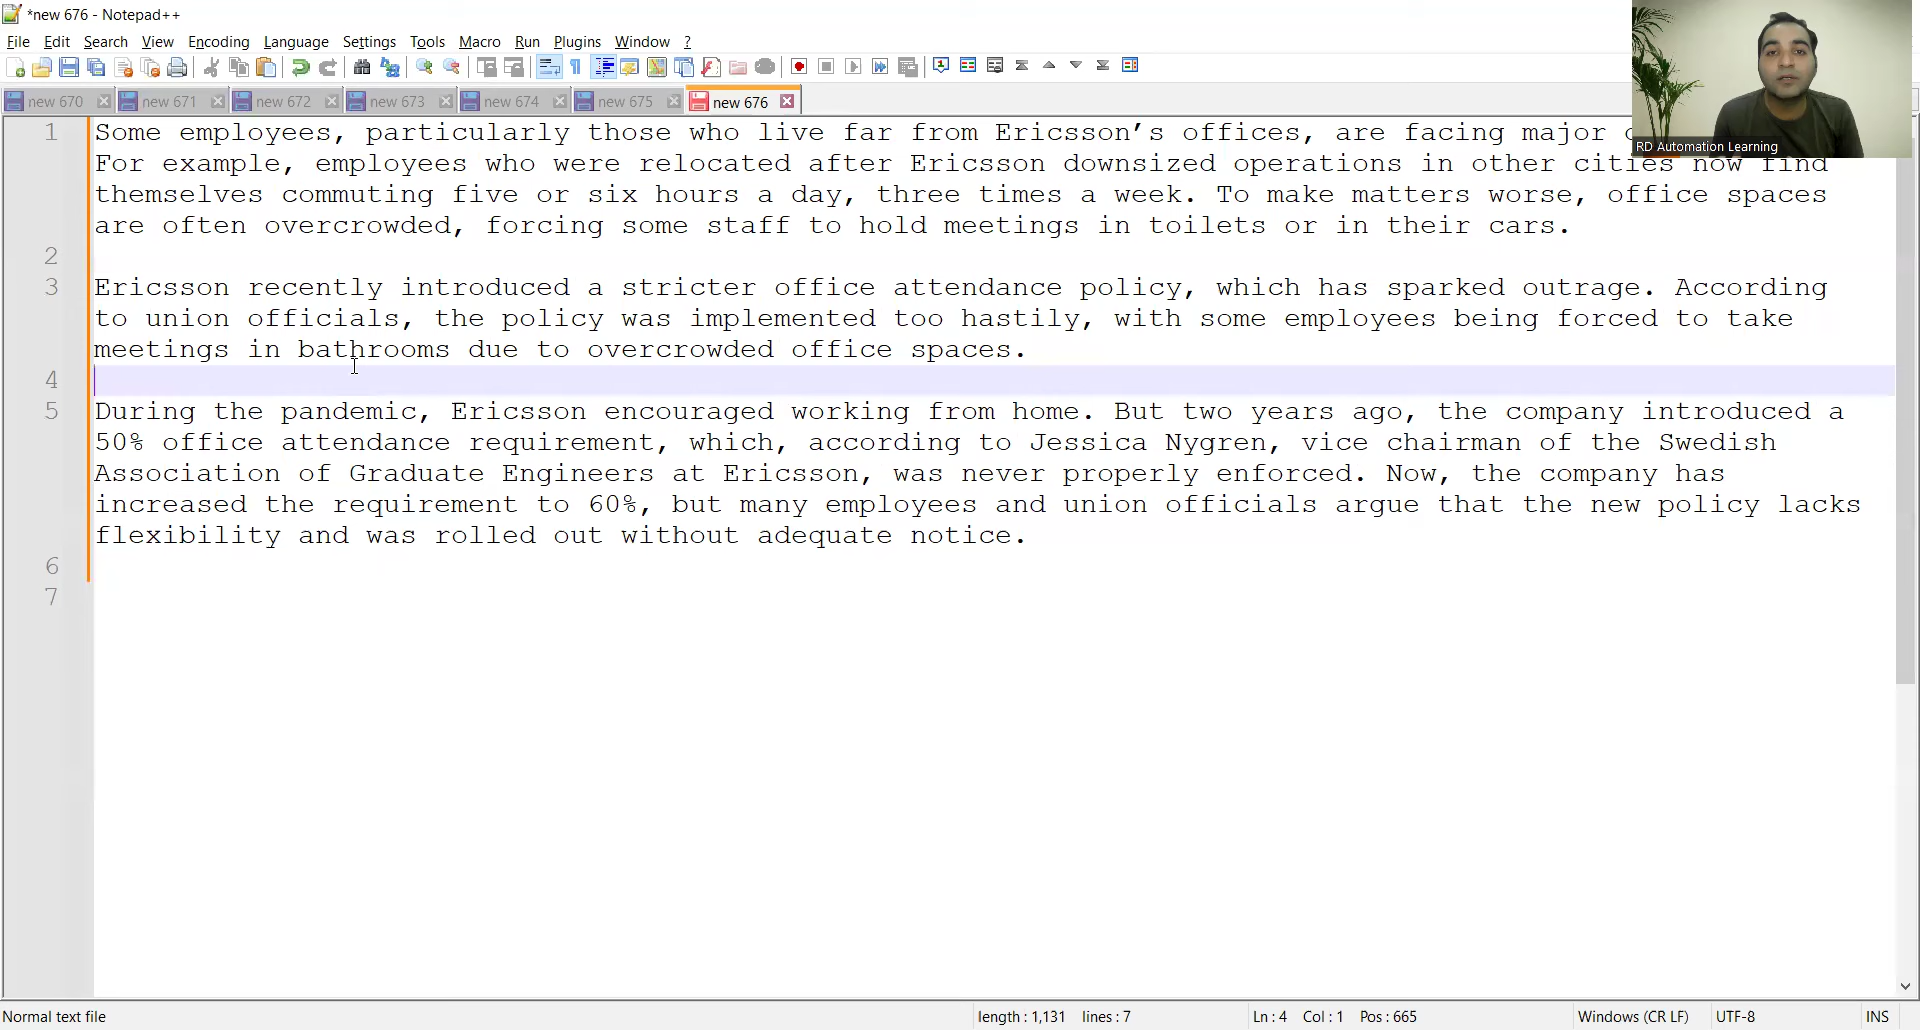 *new 676 - Notepad++
File Edit Search View Encoding Language Settings Tools Macro Run Plugins Window ?
new 670 new 671 new 672 new 673 new 674 new 675 new 676
RD Automation Learning
1 Some employees, particularly those who live far from Ericsson's offices, are facing major
For example, employees who were relocated after Ericsson downsized operations in other cities now find
themselves commuting five or six hours a day, three times a week. To make matters worse, office spaces
are often overcrowded, forcing some staff to hold meetings in toilets or in their cars.
2
3 Ericsson recently introduced a stricter office attendance policy, which has sparked outrage. According
to union officials, the policy was implemented too hastily, with some employees being forced to take
meetings in bathrooms due to overcrowded office spaces.
4
5 During the pandemic, Ericsson encouraged working from home. But two years ago, the company introduced a
50% office attendance requirement, which, according to Jessica Nygren, vice chairman of the Swedish
Association of Graduate Engineers at Ericsson, was never properly enforced. Now, the company has
increased the requirement to 60%, but many employees and union officials argue that the new policy lacks
flexibility and was rolled out without adequate notice.
6
7
Normal text file length : 1,131 lines : 7 Ln : 4 Col : 1 Pos : 665 Windows (CR LF) UTF-8 INS